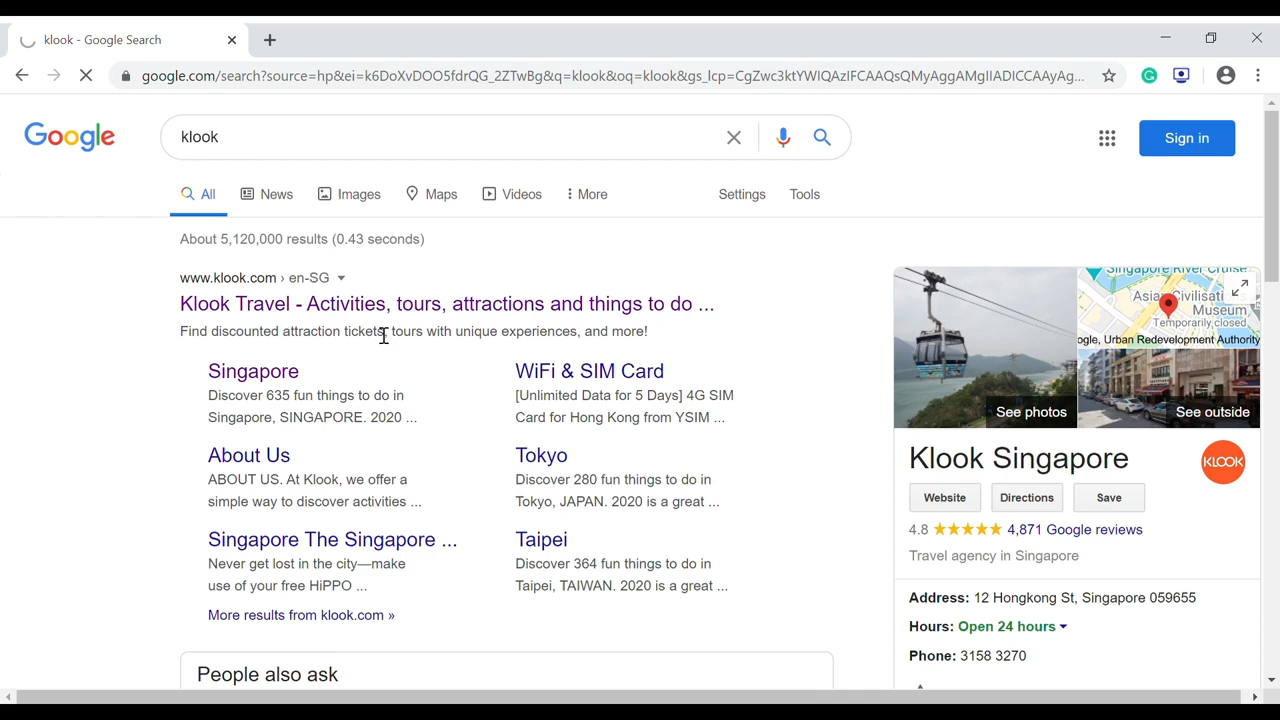 klook - Google Search
google.com/search?source=hp&ei=k6DoXvDOO5fdrQG_2ZTwBg&q=klook&oq=klook&gs_lcp=CgZwc3ktYWIQAzIFCAAQsQMyAggAMgIIADICCAAyAg...
Google
klook
Sign in
All News Images Maps Videos More Settings Tools
About 5,120,000 results (0.43 seconds)
www.klook.com › en-SG
Klook Travel - Activities, tours, attractions and things to do ...
Find discounted attraction tickets, tours with unique experiences, and more!
Singapore
Discover 635 fun things to do in
Singapore, SINGAPORE. 2020 ...
WiFi & SIM Card
[Unlimited Data for 5 Days] 4G SIM
Card for Hong Kong from YSIM ...
About Us
ABOUT US. At Klook, we offer a
simple way to discover activities ...
Tokyo
Discover 280 fun things to do in
Tokyo, JAPAN. 2020 is a great ...
Singapore The Singapore ...
Never get lost in the city—make
use of your free HiPPO ...
Taipei
Discover 364 fun things to do in
Taipei, TAIWAN. 2020 is a great ...
More results from klook.com »
People also ask
Singapore River Cruise
Asian Civilisati
Museum
Temporarily closed
ogle, Urban Redevelopment Authority
See photos
See outside
Klook Singapore
KLOOK
Website Directions Save
4.8 4,871 Google reviews
Travel agency in Singapore
Address: 12 Hongkong St, Singapore 059655
Hours: Open 24 hours
Phone: 3158 3270